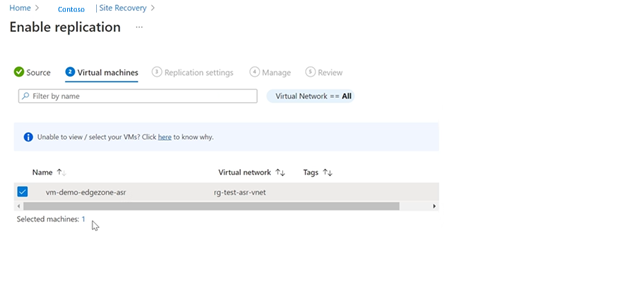 Home > Contoso | Site Recovery >
Enable replication ...
Source 2 Virtual machines 3 Replication settings 4 Manage 5 Review
Filter by name Virtual Network == All
Unable to view / select your VMs? Click here to know why.
Name ↑ Virtual network ↑↓ Tags ↑↓
vm-demo-edgezone-asr rg-test-asr-vnet
Selected machines: 1